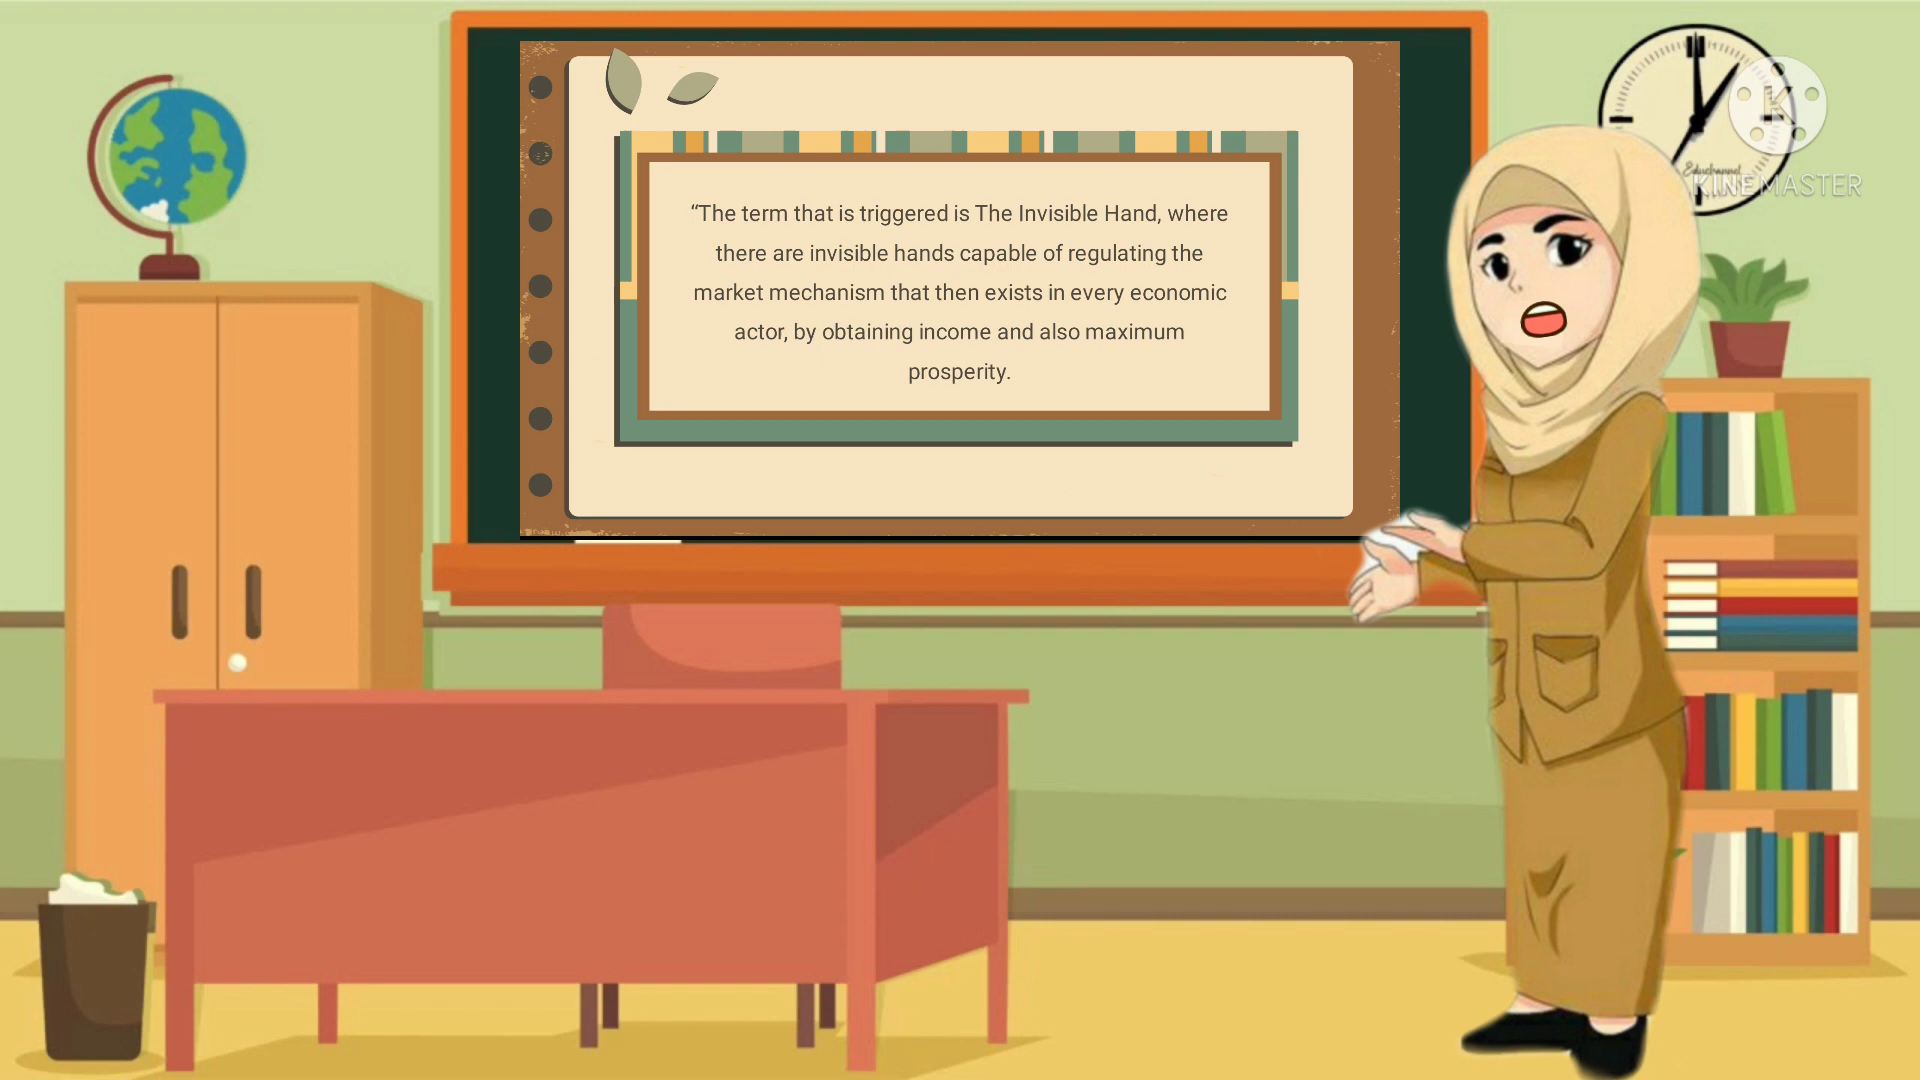 “The term that is triggered is The Invisible Hand, where
there are invisible hands capable of regulating the
market mechanism that then exists in every economic
actor, by obtaining income and also maximum
prosperity.
K
KINEMASTER
Educhannel